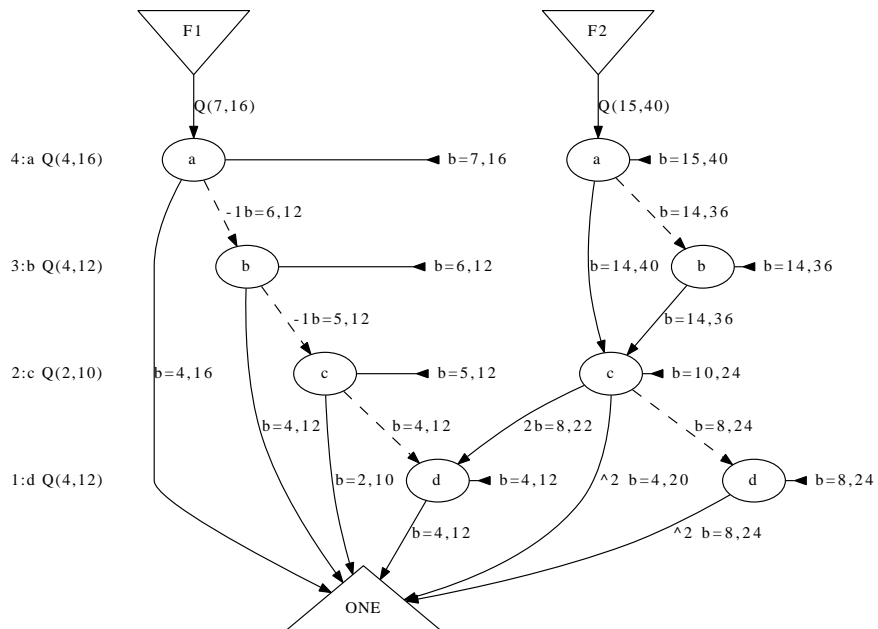 F1 F2
Q(7,16) Q(15,40)
4:a Q(4,16) a b=7,16 a b=15,40
-1b=6,12 b=14,36
3:b Q(4,12) b b=6,12 b=14,40 b b=14,36
-1b=5,12 b=14,36
2:c Q(2,10) b=4,16 c b=5,12 c b=10,24
b=4,12 b=4,12 2b=8,22 b=8,24
1:d Q(4,12) b=2,10 d b=4,12 ^2 b=4,20 d b=8,24
b=4,12 ^2 b=8,24
ONE